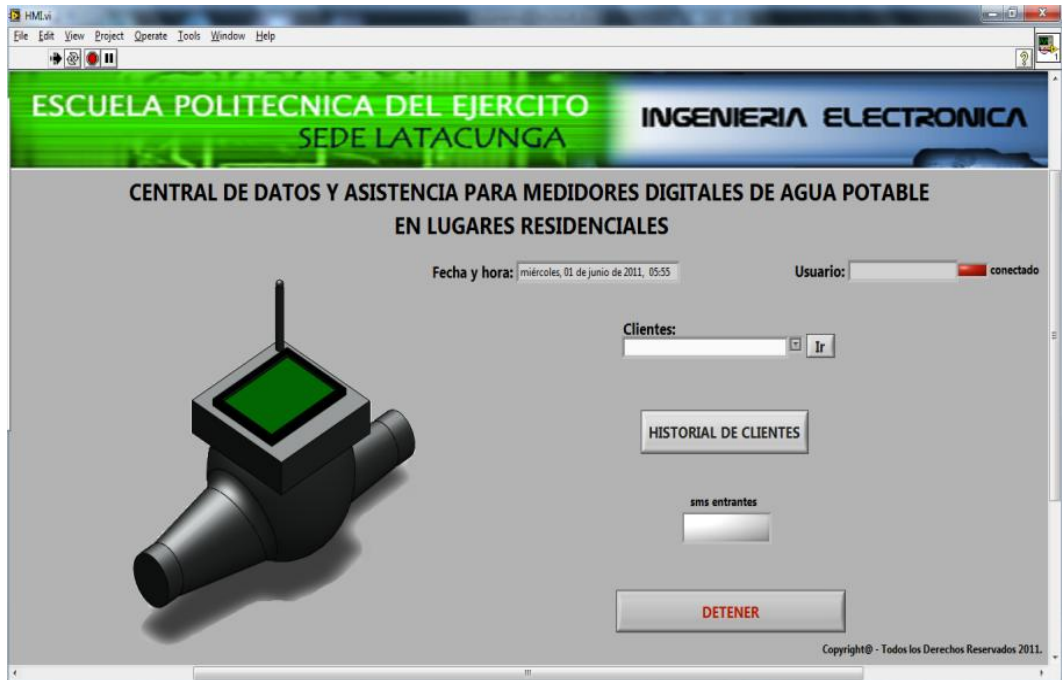 HMI.vi
File Edit View Project Operate Tools Window Help
ESCUELA POLITECNICA DEL EJERCITO
SEDE LATACUNGA
INGENIERIA ELECTRONICA
CENTRAL DE DATOS Y ASISTENCIA PARA MEDIDORES DIGITALES DE AGUA POTABLE
EN LUGARES RESIDENCIALES
Fecha y hora: miércoles, 01 de junio de 2011, 05:55
Usuario: conectado
Clientes:
Ir
HISTORIAL DE CLIENTES
sms entrantes
DETENER
Copyright@ - Todos los Derechos Reservados 2011.